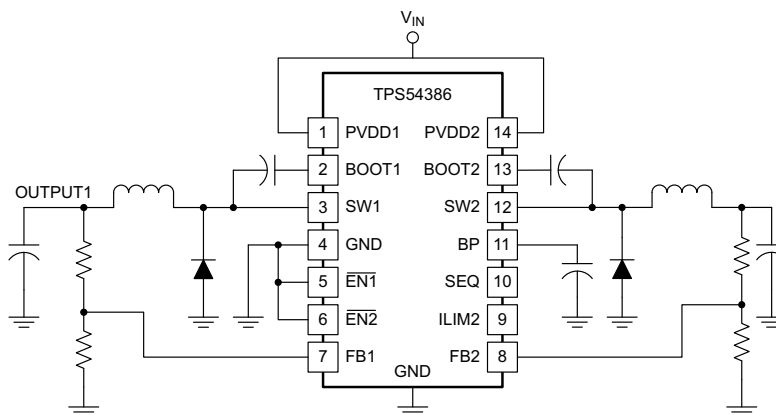 VIN
TPS54386
1 PVDD1 PVDD2 14
2 BOOT1 BOOT2 13
OUTPUT1
3 SW1 SW2 12
4 GND BP 11
5 EN1 SEQ 10
6 EN2 ILIM2 9
7 FB1 FB2 8
GND